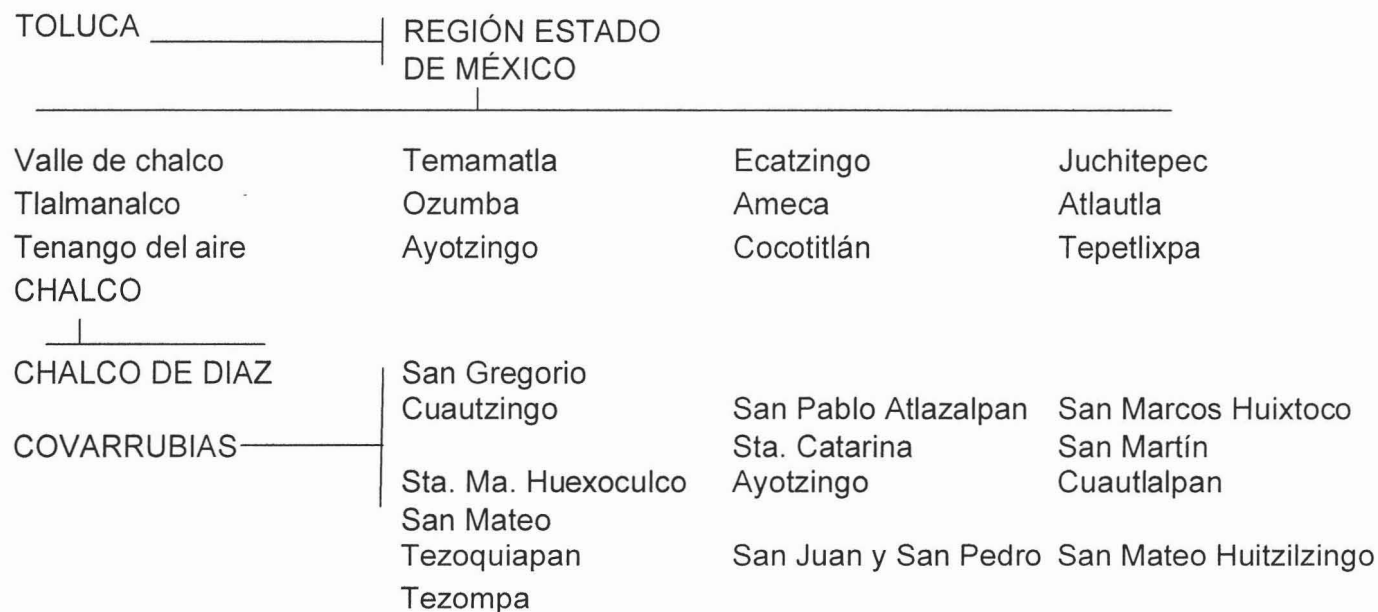 TOLUCA REGIÓN ESTADO
DE MÉXICO
Valle de chalco Temamatla Ecatzingo Juchitepec
Tlalmanalco Ozumba Ameca Atlautla
Tenango del aire Ayotzingo Cocotitlán Tepetlixpa
CHALCO
CHALCO DE DIAZ San Gregorio
Cuautzingo San Pablo Atlazalpan San Marcos Huixtoco
COVARRUBIAS Sta. Catarina San Martín
Sta. Ma. Huexoculco Ayotzingo Cuautlalpan
San Mateo
Tezoquiapan San Juan y San Pedro San Mateo Huitzilzingo
Tezompa